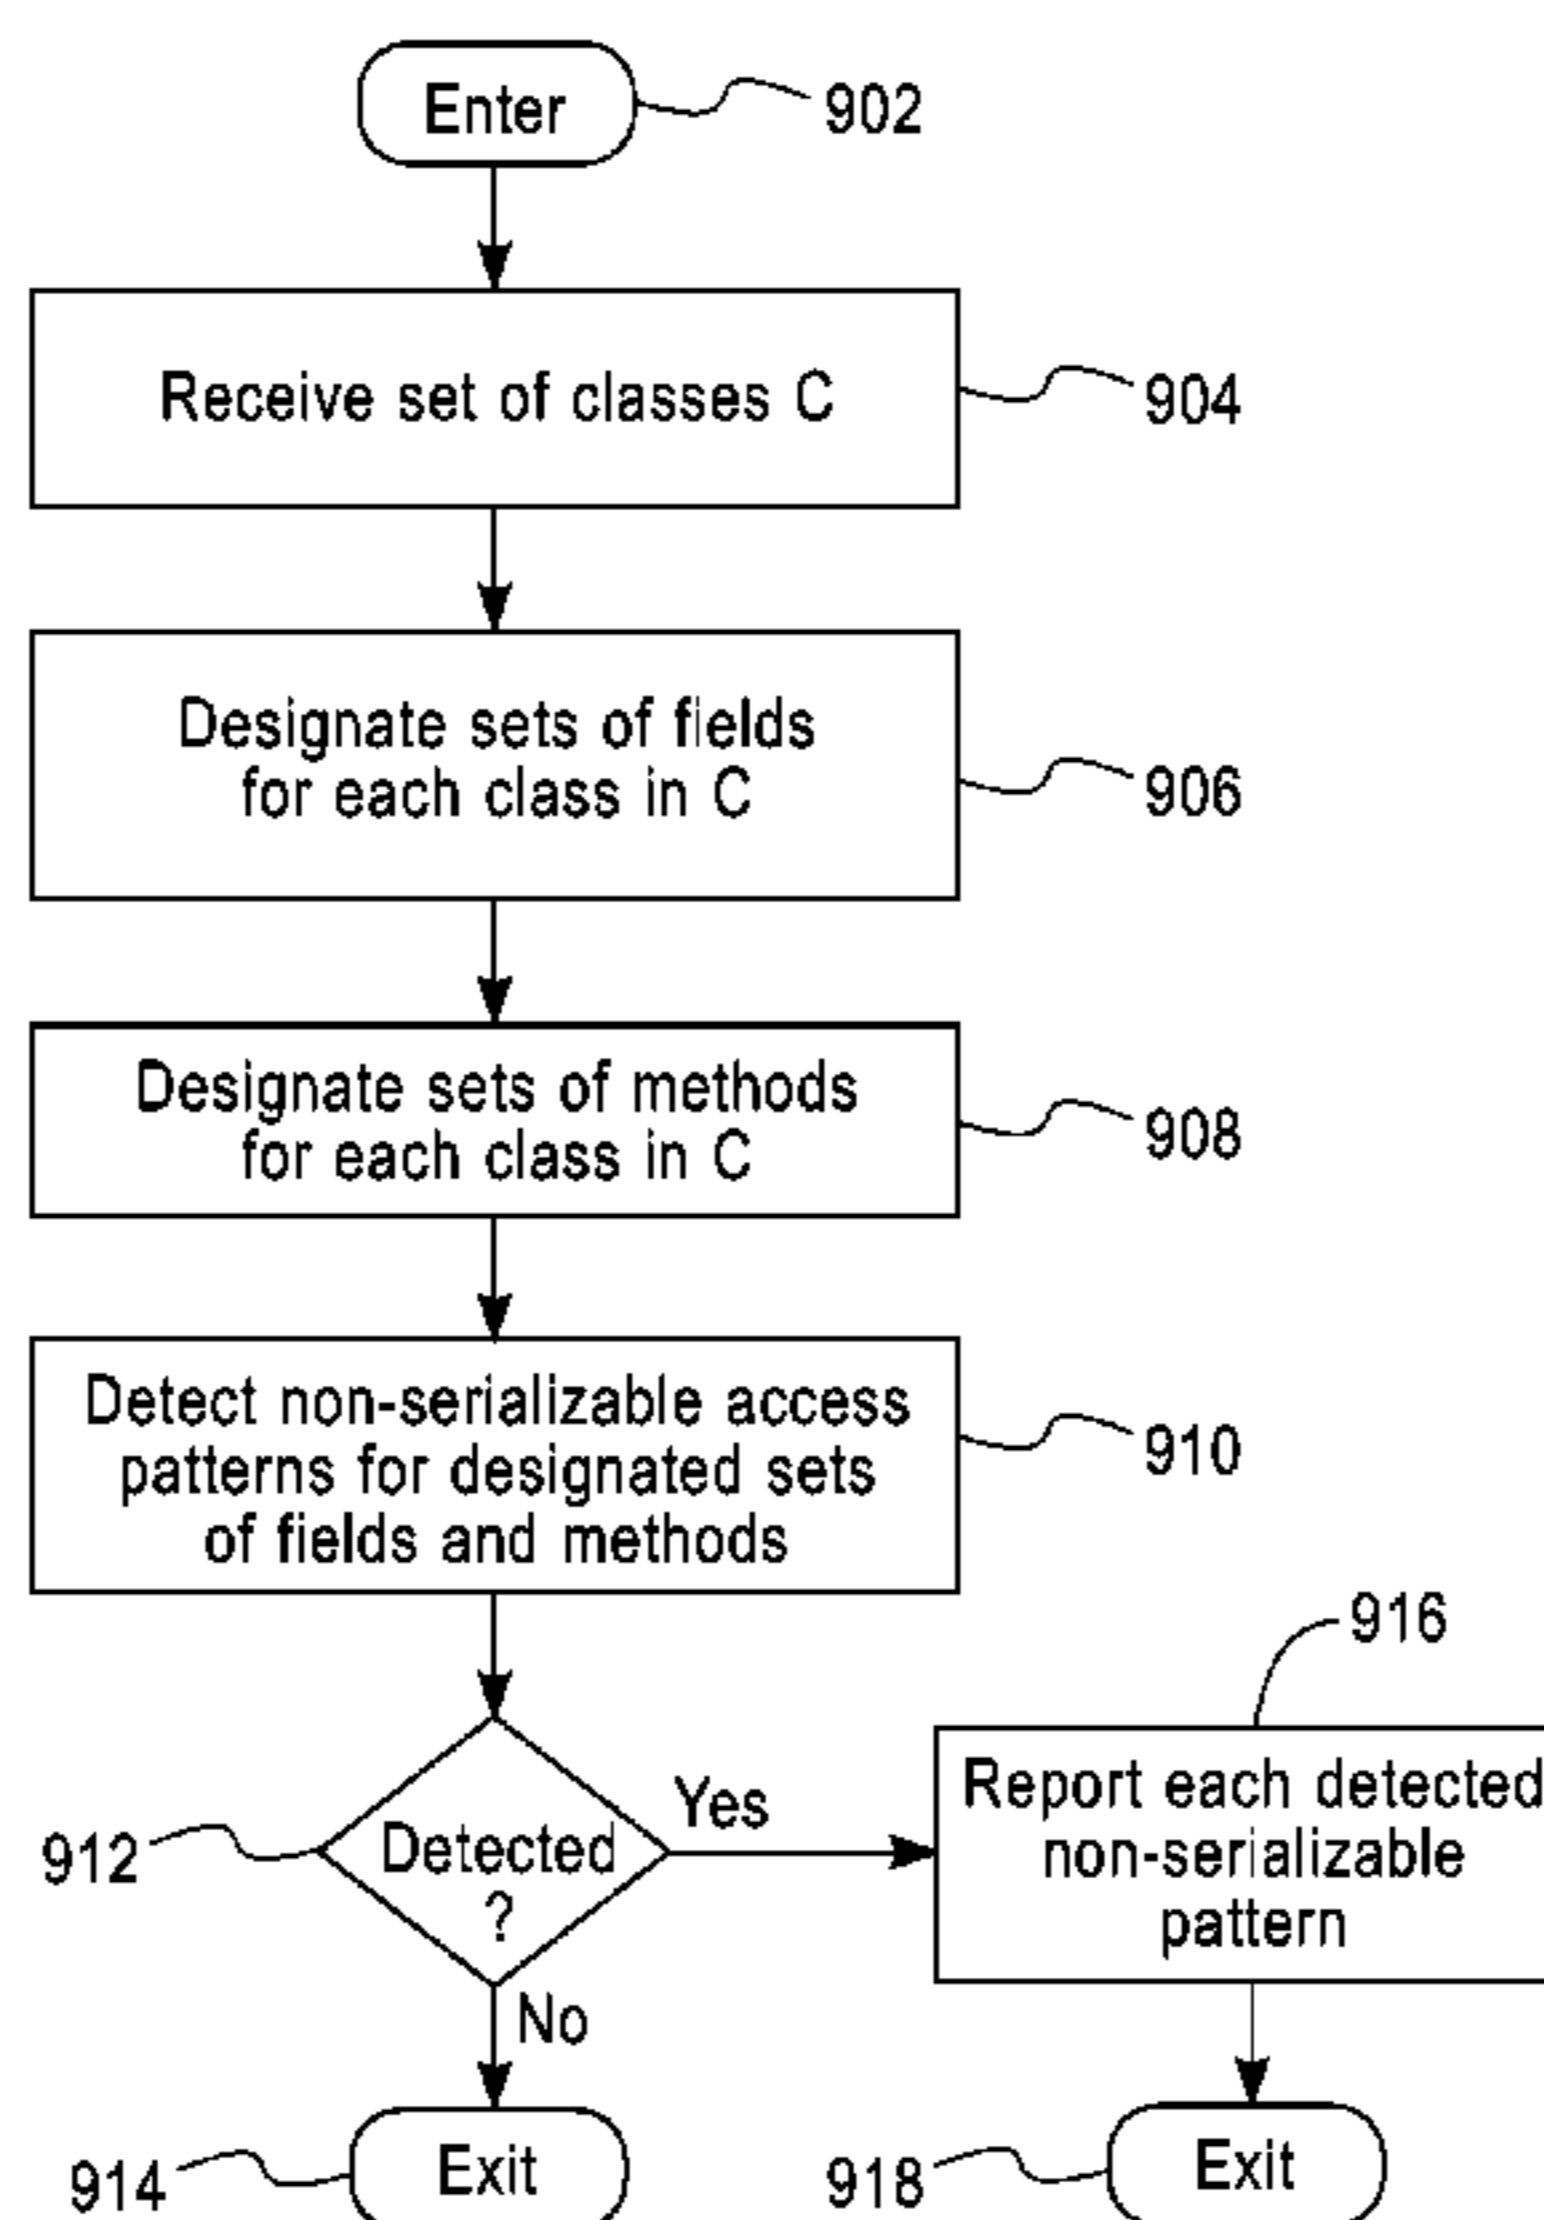 Enter
902
Receive set of classes C
904
Designate sets of fields
for each class in C
906
Designate sets of methods
for each class in C
908
Detect non-serializable access
patterns for designated sets
of fields and methods
910
912
Detected
?
Yes
No
916
Report each detected
non-serializable
pattern
914
Exit
918
Exit